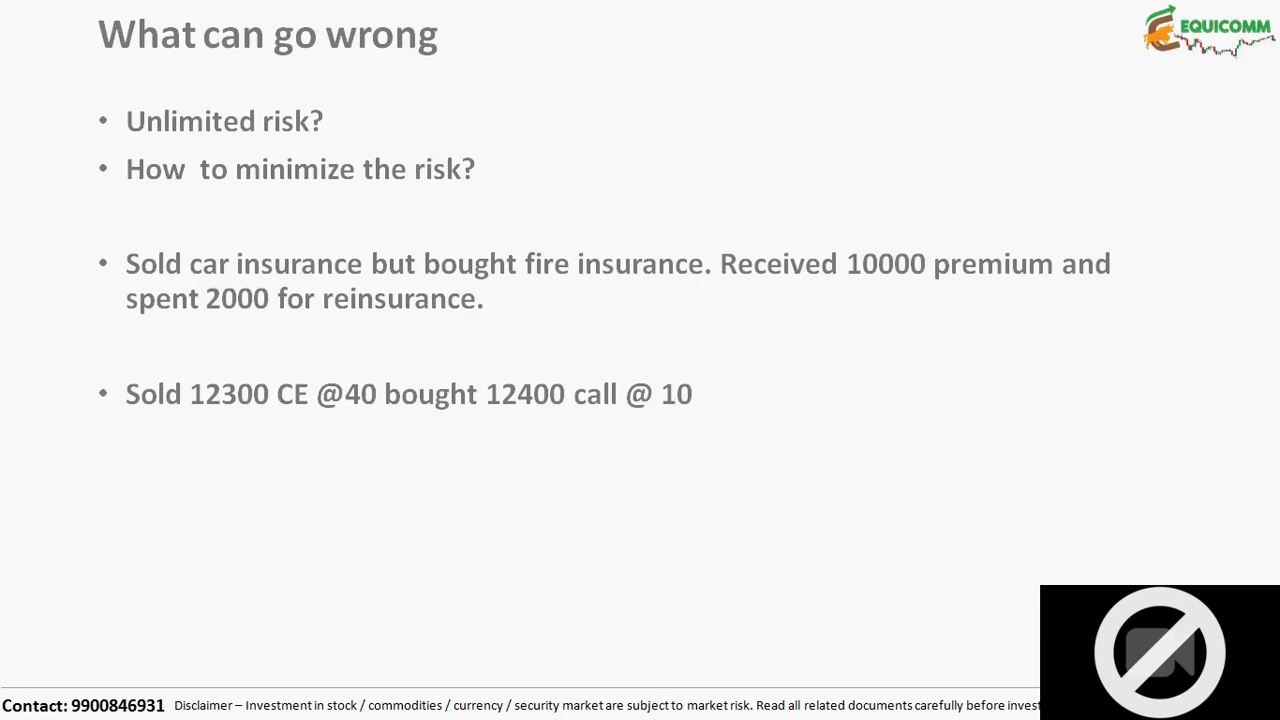 What can go wrong
EQUICOMM
• Unlimited risk?
• How  to minimize the risk?
• Sold car insurance but bought fire insurance. Received 10000 premium and
spent 2000 for reinsurance.
• Sold 12300 CE @40 bought 12400 call @ 10
Contact: 9900846931 Disclaimer – Investment in stock / commodities / currency / security market are subject to market risk. Read all related documents carefully before invest